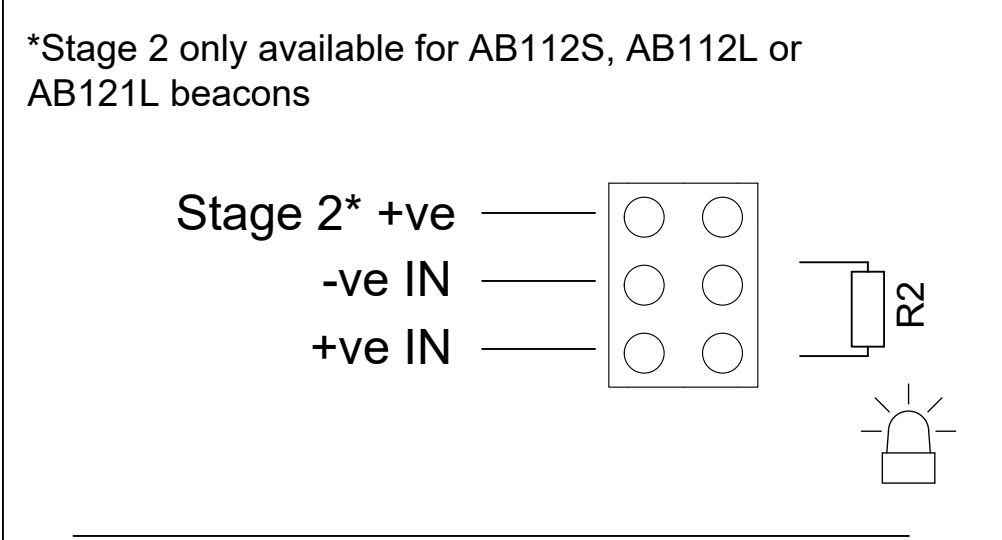 *Stage 2 only available for AB112S, AB112L or
AB121L beacons
Stage 2* +ve
-ve IN
+ve IN
R2